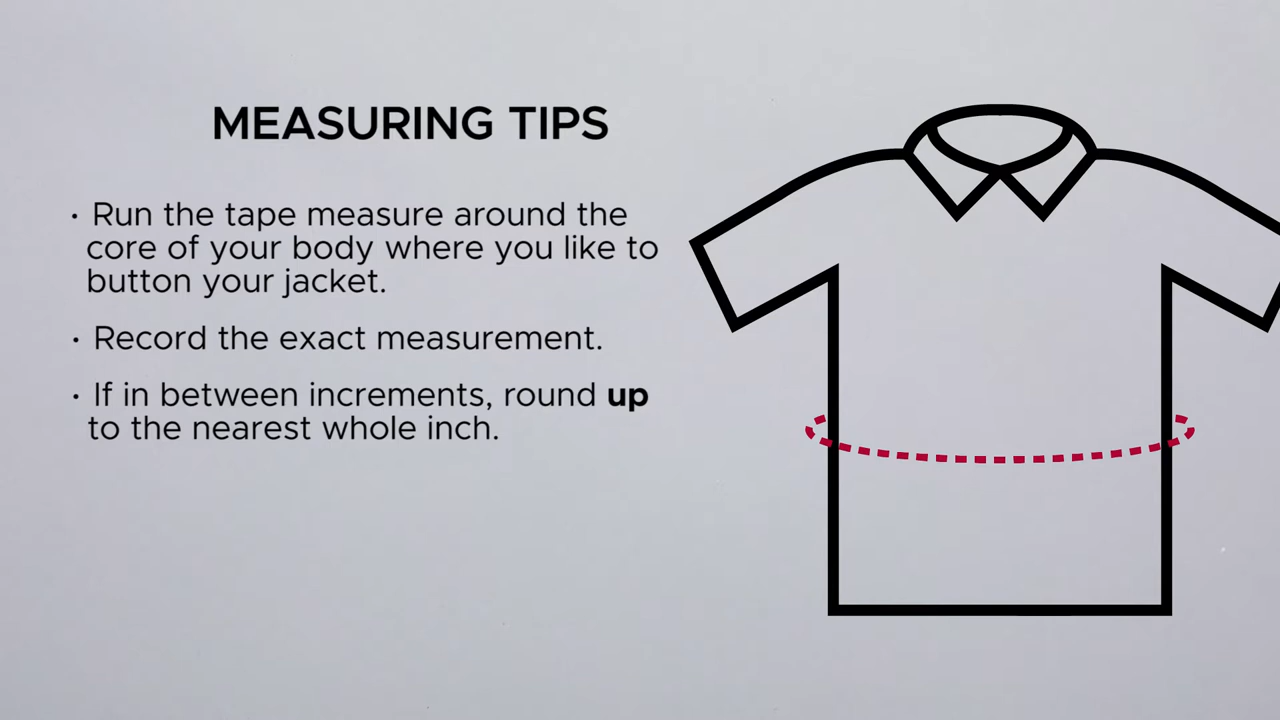 MEASURING TIPS
· Run the tape measure around the
core of your body where you like to
button your jacket.
· Record the exact measurement.
· If in between increments, round up
to the nearest whole inch.